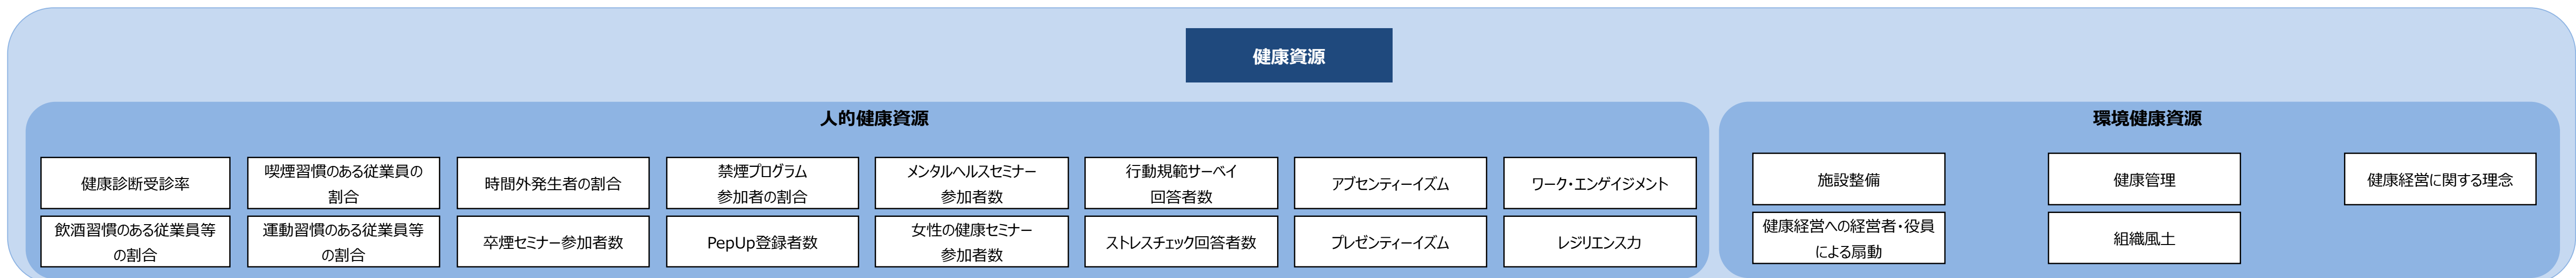 健康資源
人的健康資源
健康診断受診率
喫煙習慣のある従業員の
割合
時間外発生者の割合
禁煙プログラム
参加者の割合
メンタルヘルスセミナー
参加者数
行動規範サーベイ
回答者数
アブセンティーイズム
ワーク・エンゲイジメント
飲酒習慣のある従業員等
の割合
運動習慣のある従業員等
の割合
卒煙セミナー参加者数
PepUp登録者数
女性の健康セミナー
参加者数
ストレスチェック回答者数
プレゼンティーイズム
レジリエンス力
環境健康資源
施設整備
健康管理
健康経営に関する理念
健康経営への経営者・役員
による扇動
組織風土